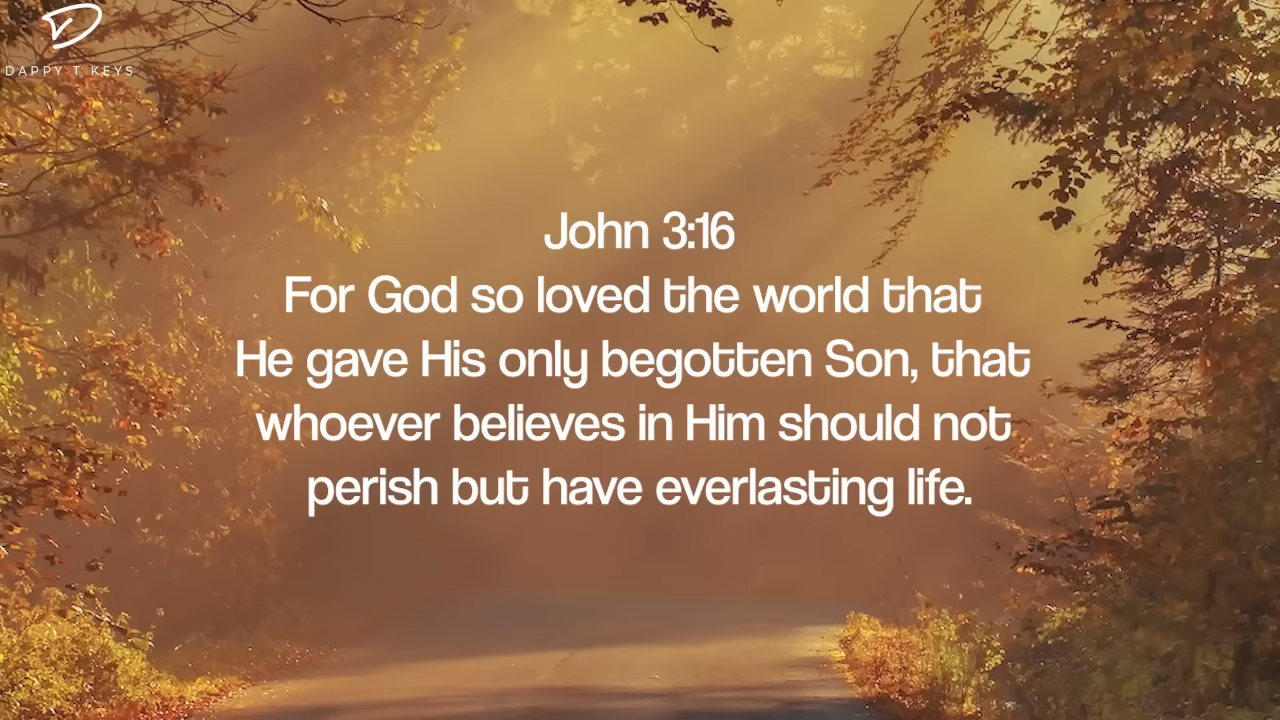 DAPPY T KEYS
John 3:16
For God so loved the world that
He gave His only begotten Son, that
whoever believes in Him should not
perish but have everlasting life.